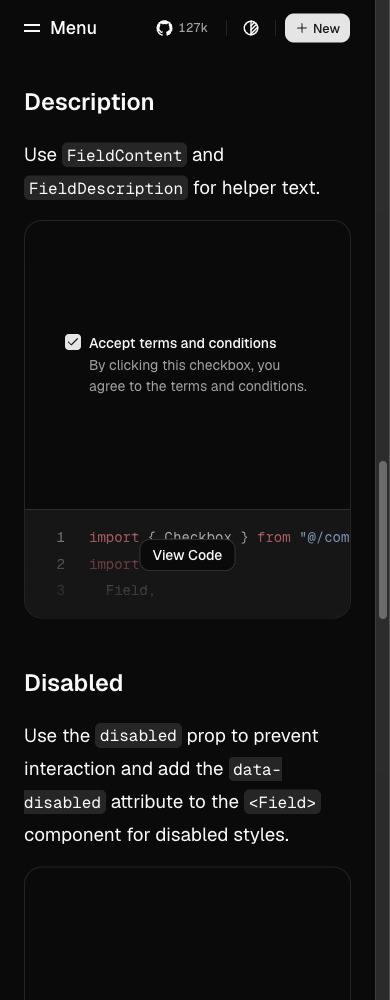 Menu 127k + New
Description
Use FieldContent and
FieldDescription for helper text.
Accept terms and conditions
By clicking this checkbox, you
agree to the terms and conditions.
1 import { Checkbox } from "@/com
2 import
View Code
3 Field,
Disabled
Use the disabled prop to prevent
interaction and add the data-
disabled attribute to the <Field>
component for disabled styles.